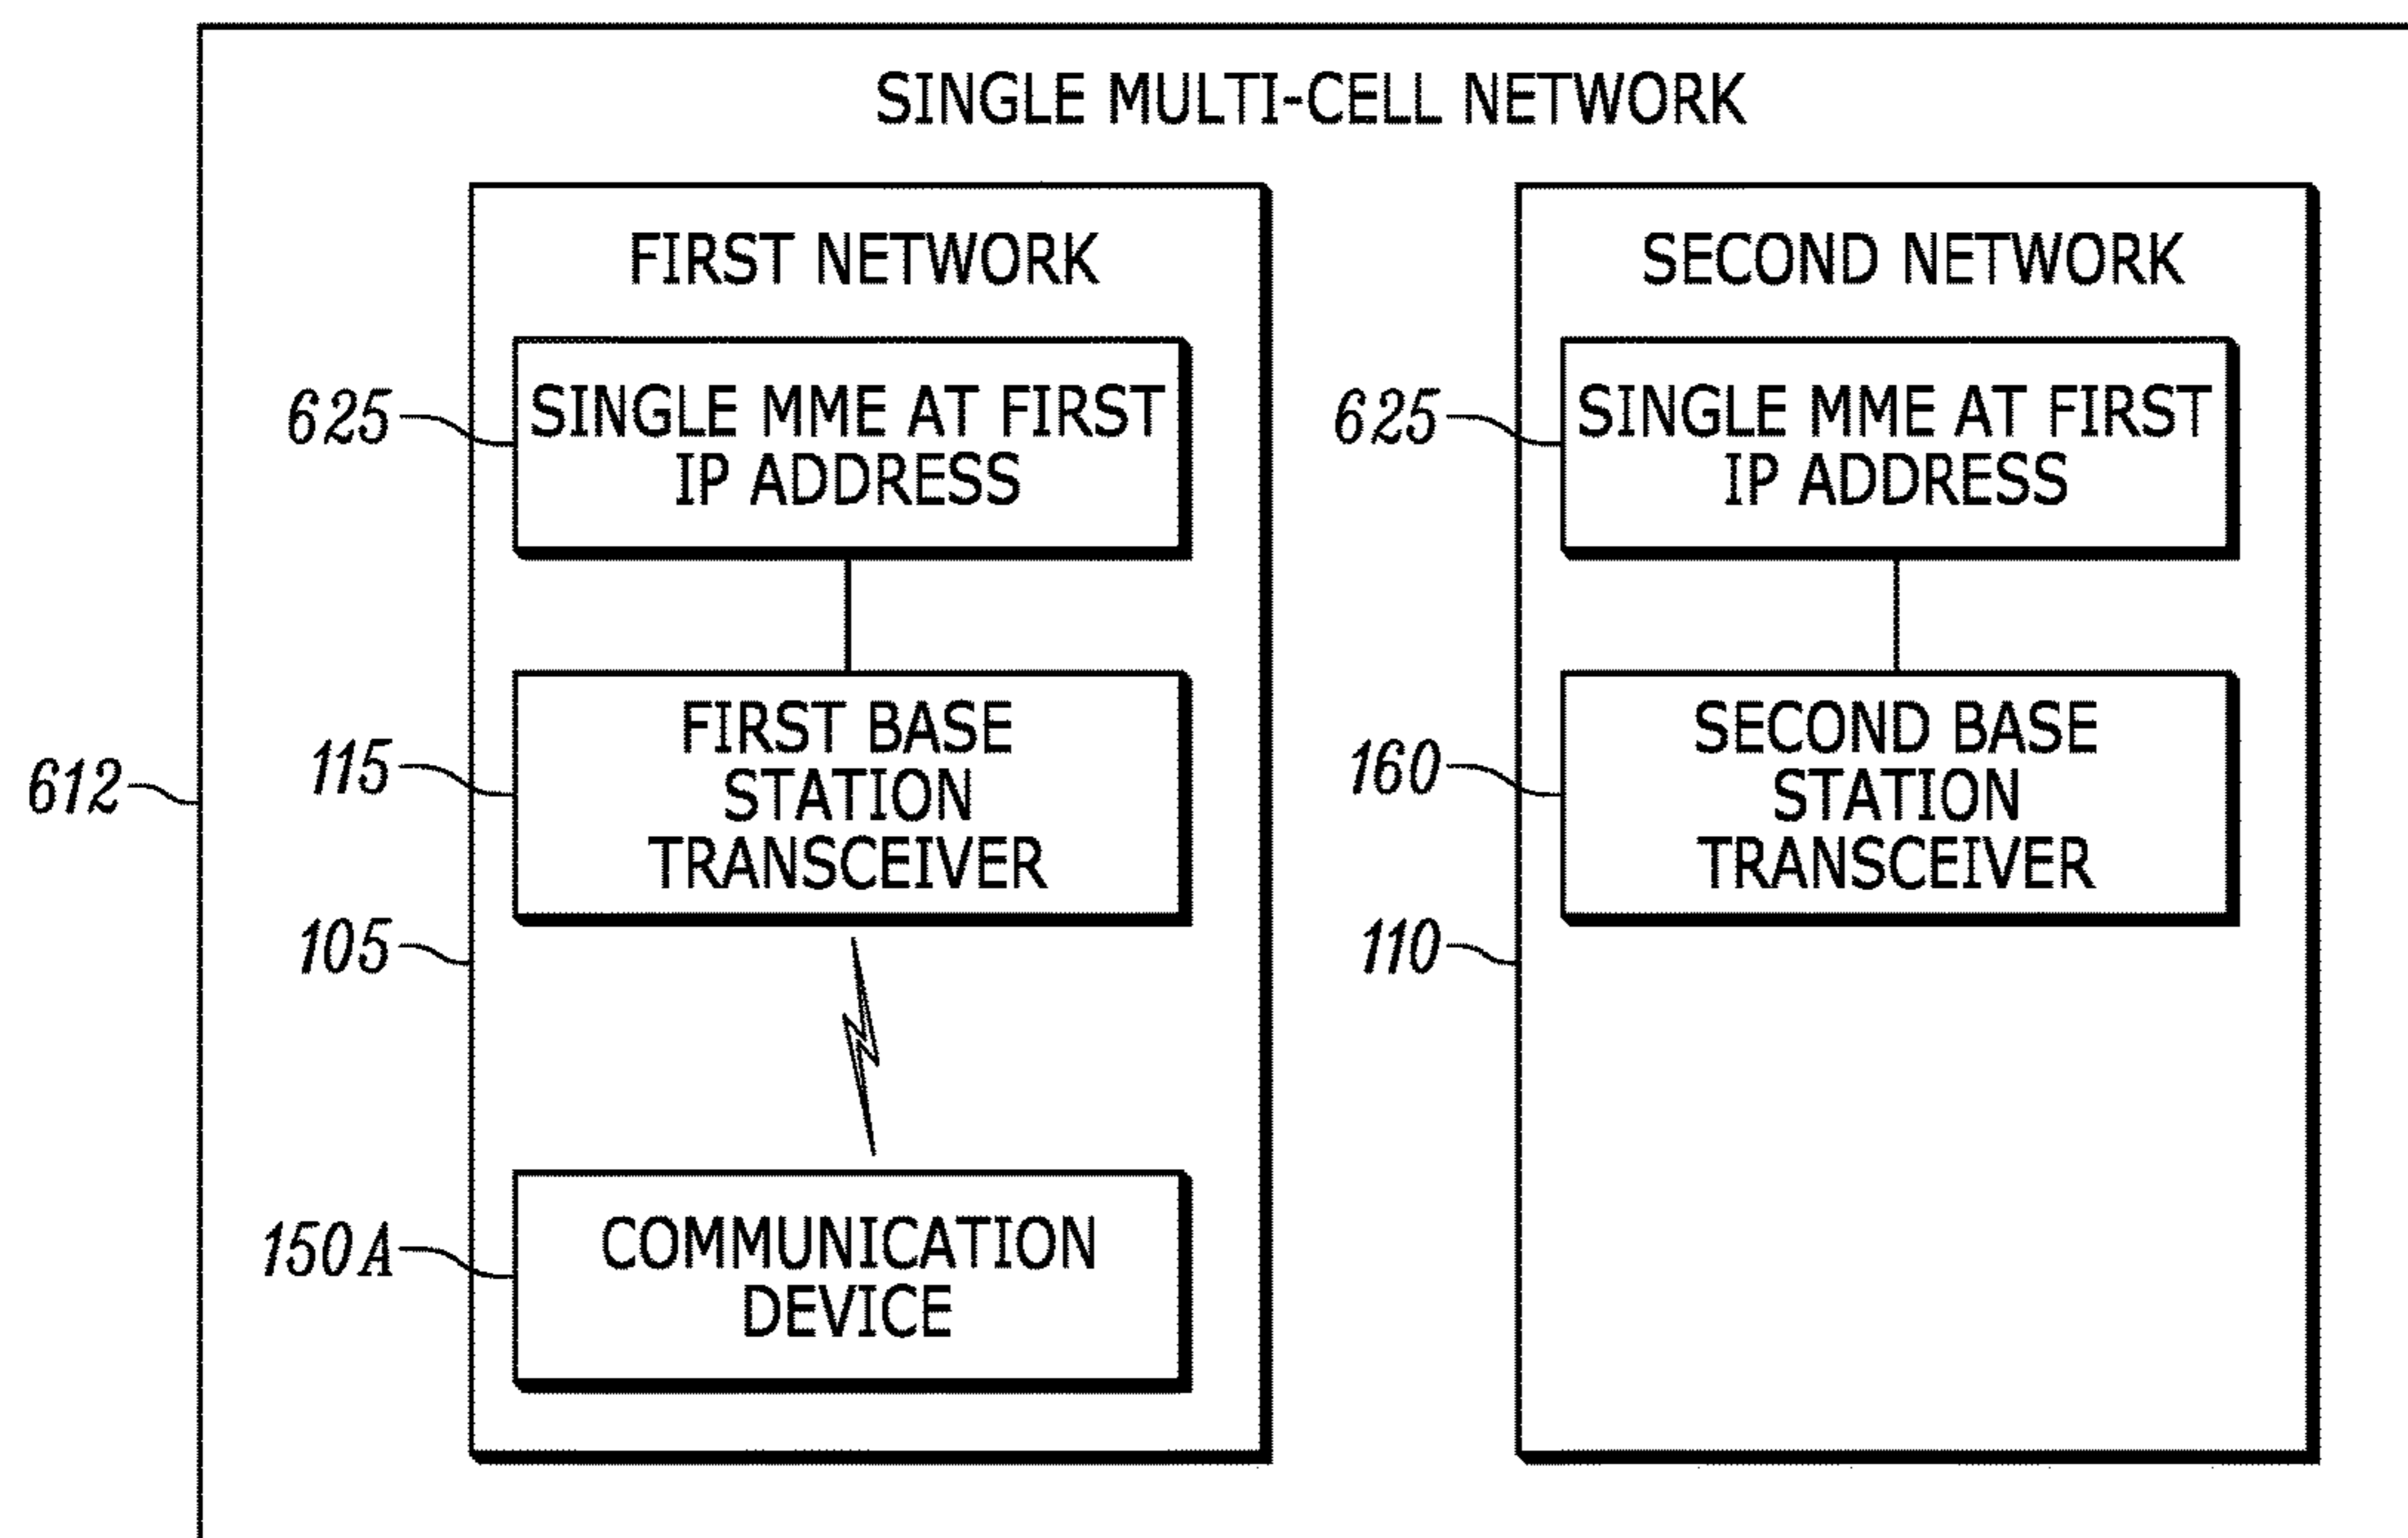 SINGLE MULTI-CELL NETWORK
FIRST NETWORK
625
SINGLE MME AT FIRST
IP ADDRESS
115
FIRST BASE
STATION
TRANSCEIVER
612
105
150A
COMMUNICATION
DEVICE
SECOND NETWORK
625
SINGLE MME AT FIRST
IP ADDRESS
160
SECOND BASE
STATION
TRANSCEIVER
110